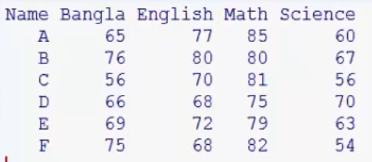 Name Bangla English Math Science
A 65 77 85 60
B 76 80 80 67
C 56 70 81 56
D 66 68 75 70
E 69 72 79 63
F 75 68 82 54